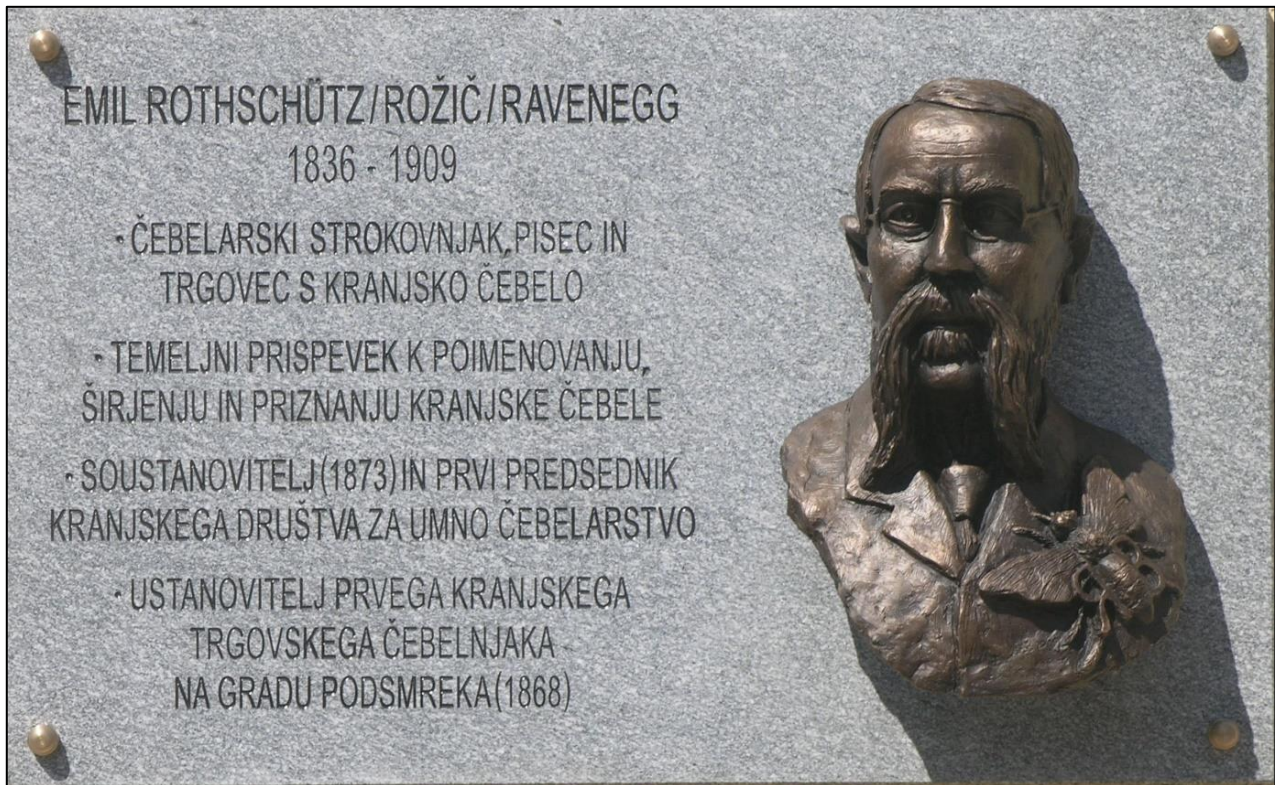 EMIL ROTHSCHÜTZ/ROŽIČ/RAVENEGG
1836 - 1909
• ČEBELARSKI STROKOVNJAK, PISEC IN
TRGOVEC S KRANJSKO ČEBELO
• TEMELJNI PRISPEVEK K POIMENOVANJU,
ŠIRJENJU IN PRIZNANJU KRANJSKE ČEBELE
• SOUSTANOVITELJ (1873) IN PRVI PREDSEDNIK
KRANJSKEGA DRUŠTVA ZA UMNO ČEBELARSTVO
• USTANOVITELJ PRVEGA KRANJSKEGA
TRGOVSKEGA ČEBELNJAKA
NA GRADU PODSMREKA (1868)